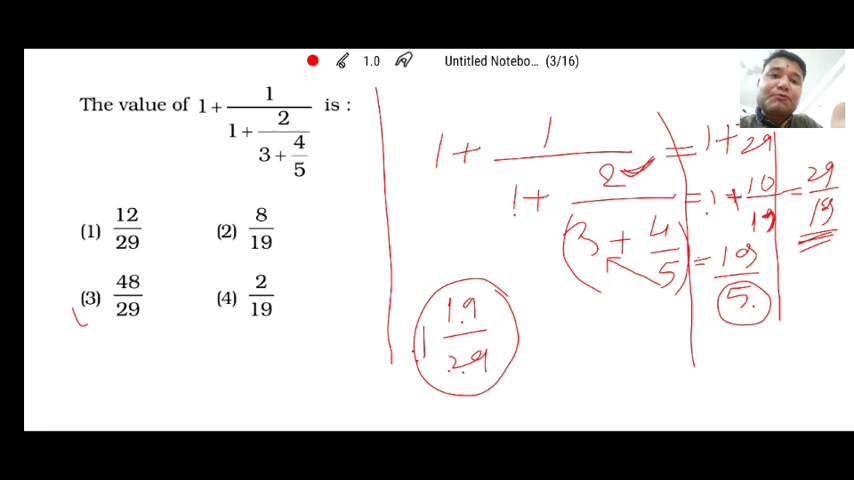 1.0 Untitled Notebo... (3/16)
The value of 1 + 1/(1 + 2/(3 + 4/5)) is :
(1) 12/29 (2) 8/19
(3) 48/29 (4) 2/19
1 + 1/(1 + 2/(3 + 4/5))
= 1 + 29
= 1 + 10/19 = 29/19
= 19/5
1 19/29